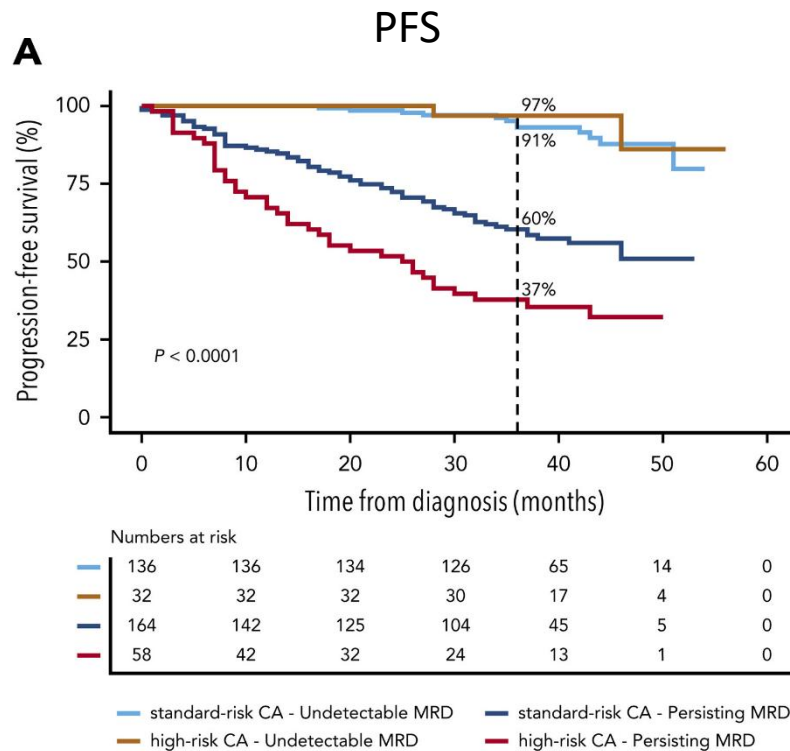 PFS
A
Progression-free survival (%)
100
75
50
25
0
97%
91%
60%
37%
P < 0.0001
0 10 20 30 40 50 60
Time from diagnosis (months)
Numbers at risk
136 136 134 126 65 14 0
32 32 32 30 17 4 0
164 142 125 104 45 5 0
58 42 32 24 13 1 0
standard-risk CA - Undetectable MRD
standard-risk CA - Persisting MRD
high-risk CA - Undetectable MRD
high-risk CA - Persisting MRD